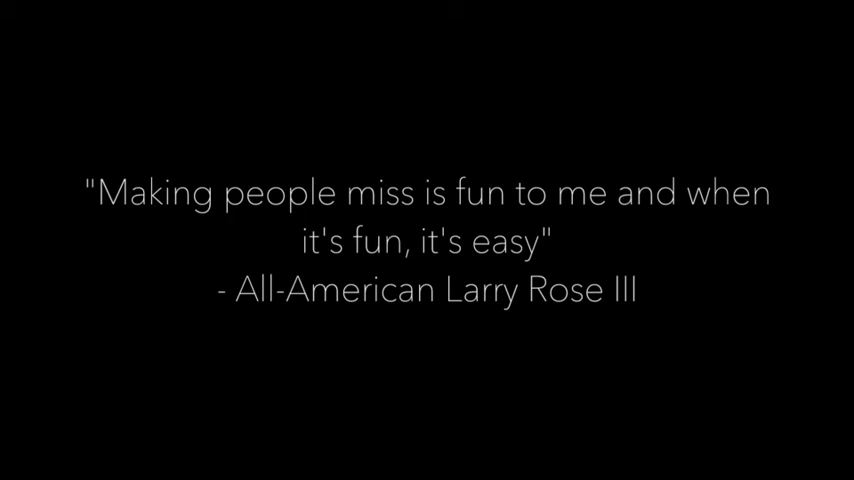 "Making people miss is fun to me and when
it's fun, it's easy"
- All-American Larry Rose III